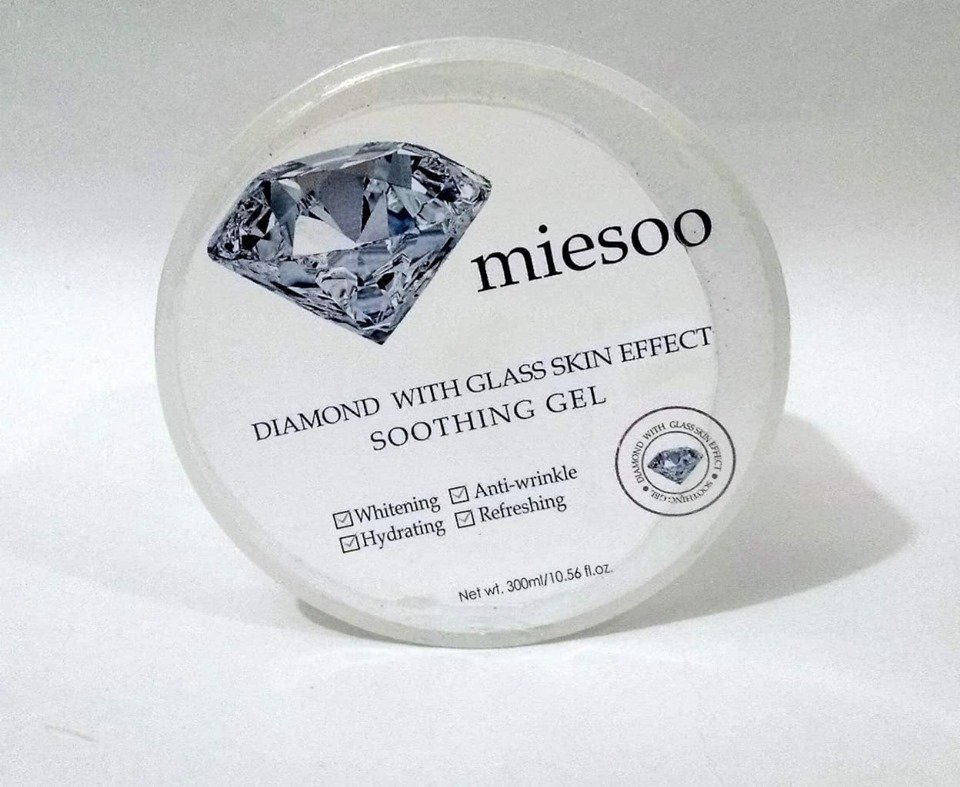 miesoo
DIAMOND WITH GLASS SKIN EFFECT
SOOTHING GEL
☑Whitening ☑Anti-wrinkle
☑Hydrating ☑Refreshing
DIAMOND WITH GLASS SKIN EFFECT • SOOTHING GEL •
Net wt. 300ml/10.56 fl.oz.